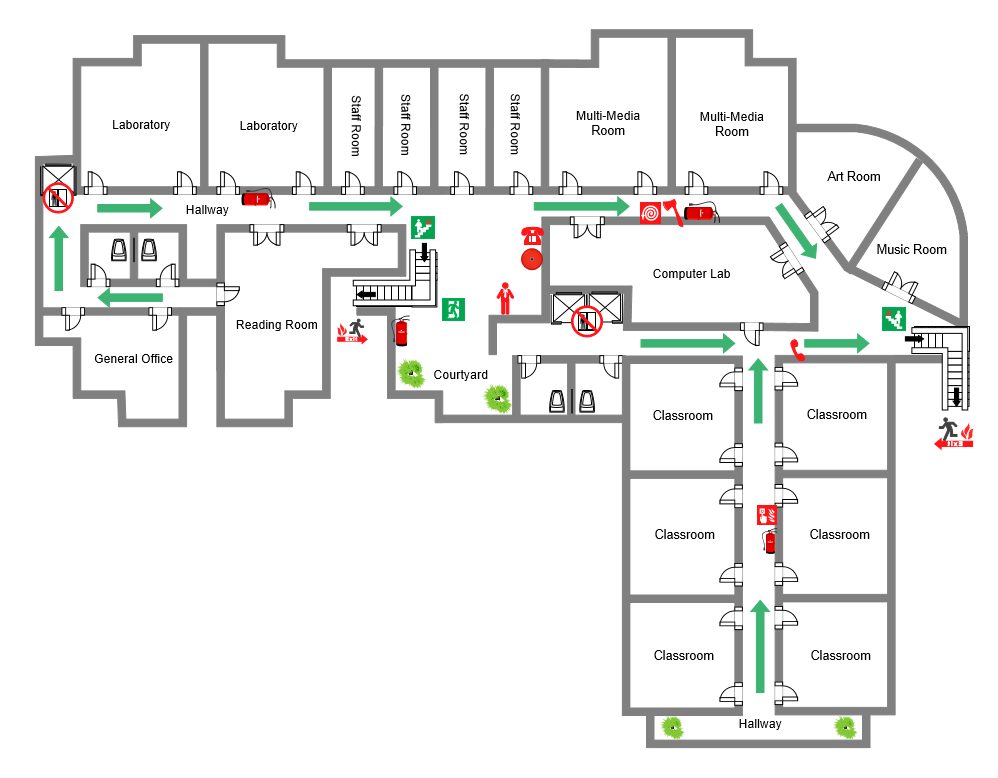 Laboratory
Laboratory
Staff Room
Staff Room
Staff Room
Staff Room
Multi-Media
Room
Multi-Media
Room
Art Room
Music Room
Hallway
Computer Lab
Reading Room
General Office
Courtyard
Classroom
Classroom
Classroom
Classroom
Classroom
Classroom
Hallway